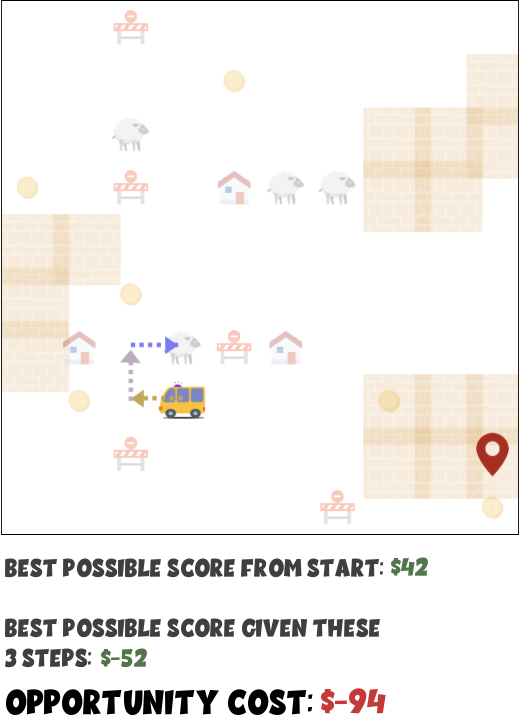 BEST POSSIBLE SCORE FROM START: $42
BEST POSSIBLE SCORE GIVEN THESE
3 STEPS: $-52
OPPORTUNITY COST: $-94